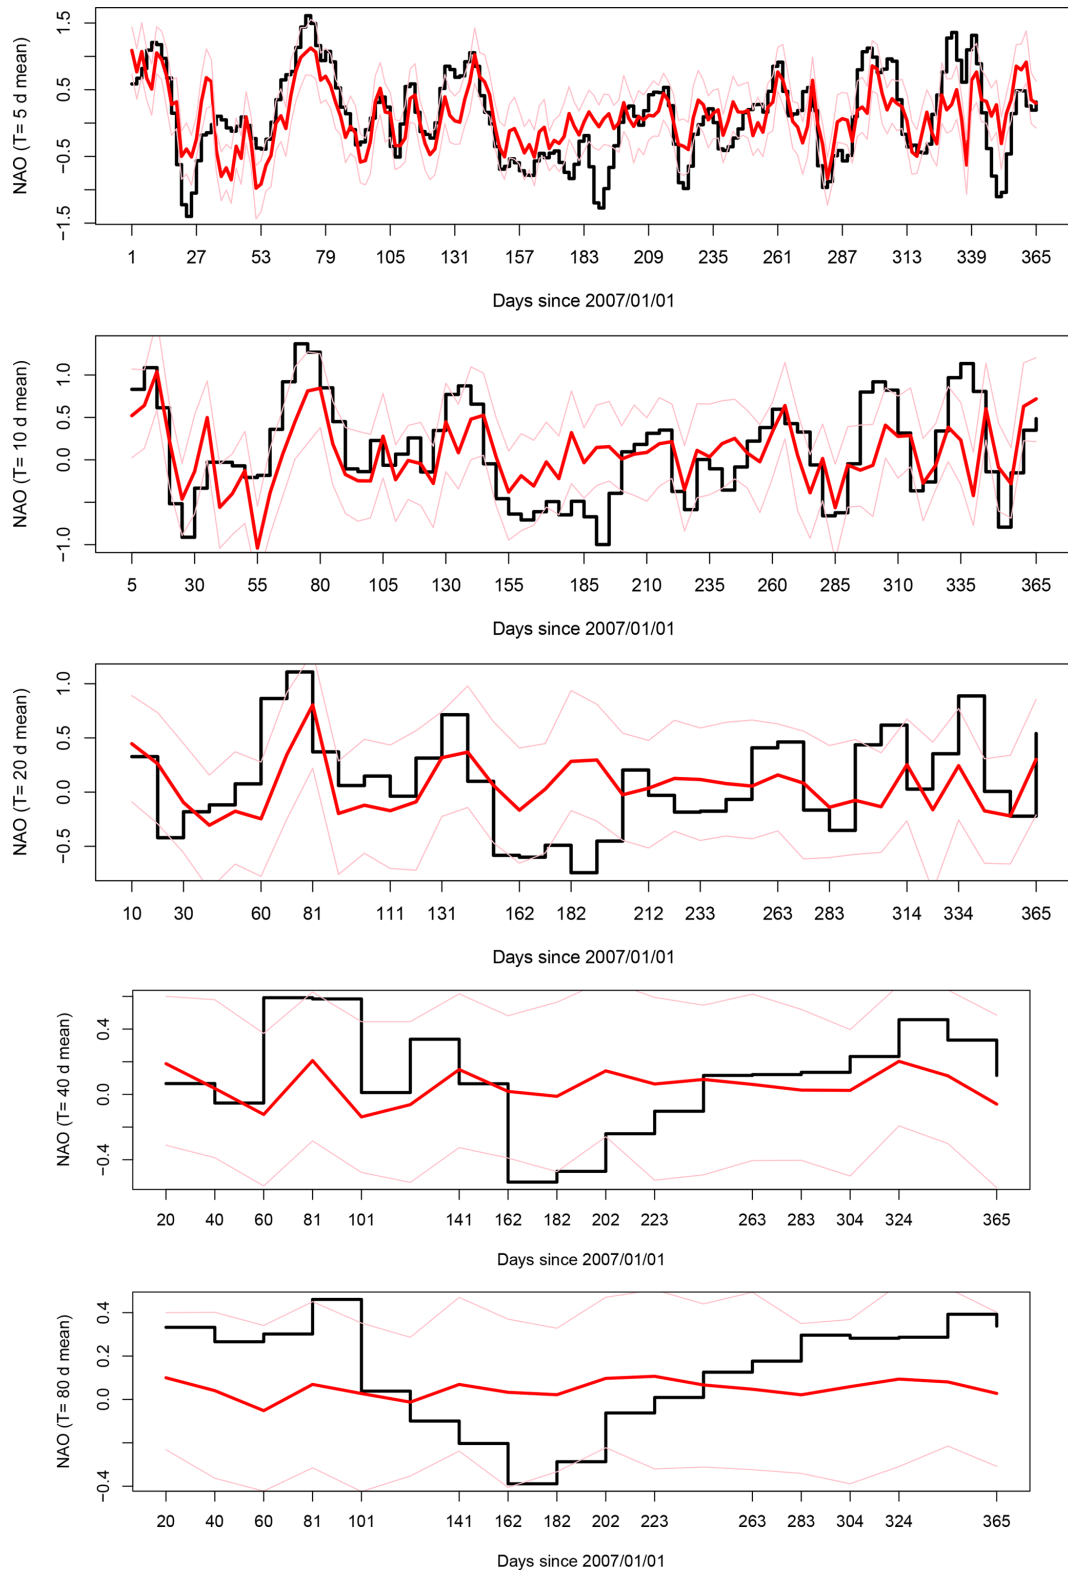 NAO (T= 5 d mean)
1.5
0.5
−0.5
−1.5
1 27 53 79 105 131 157 183 209 235 261 287 313 339 365
Days since 2007/01/01
NAO (T= 10 d mean)
1.0
0.5
0.0
−1.0
5 30 55 80 105 130 155 185 210 235 260 285 310 335 365
Days since 2007/01/01
NAO (T= 20 d mean)
1.0
0.5
0.0
−0.5
10 30 60 81 111 131 162 182 212 233 263 283 314 334 365
Days since 2007/01/01
NAO (T= 40 d mean)
0.4
0.0
−0.4
20 40 60 81 101 141 162 182 202 223 263 283 304 324 365
Days since 2007/01/01
NAO (T= 80 d mean)
0.4
0.2
0.0
−0.4
20 40 60 81 101 141 162 182 202 223 263 283 304 324 365
Days since 2007/01/01